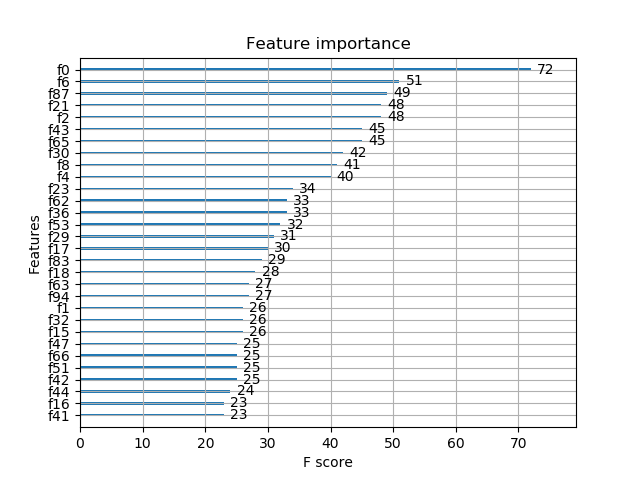 Feature importance
f0 72
f6 51
f87 49
f21 48
f2 48
f43 45
f65 45
f30 42
f8 41
f4 40
f23 34
f62 33
f36 33
f53 32
f29 31
f17 30
f83 29
f18 28
f63 27
f94 27
f1 26
f32 26
f15 26
f47 25
f66 25
f51 25
f42 25
f44 24
f16 23
f41 23
Features
0 10 20 30 40 50 60 70
F score